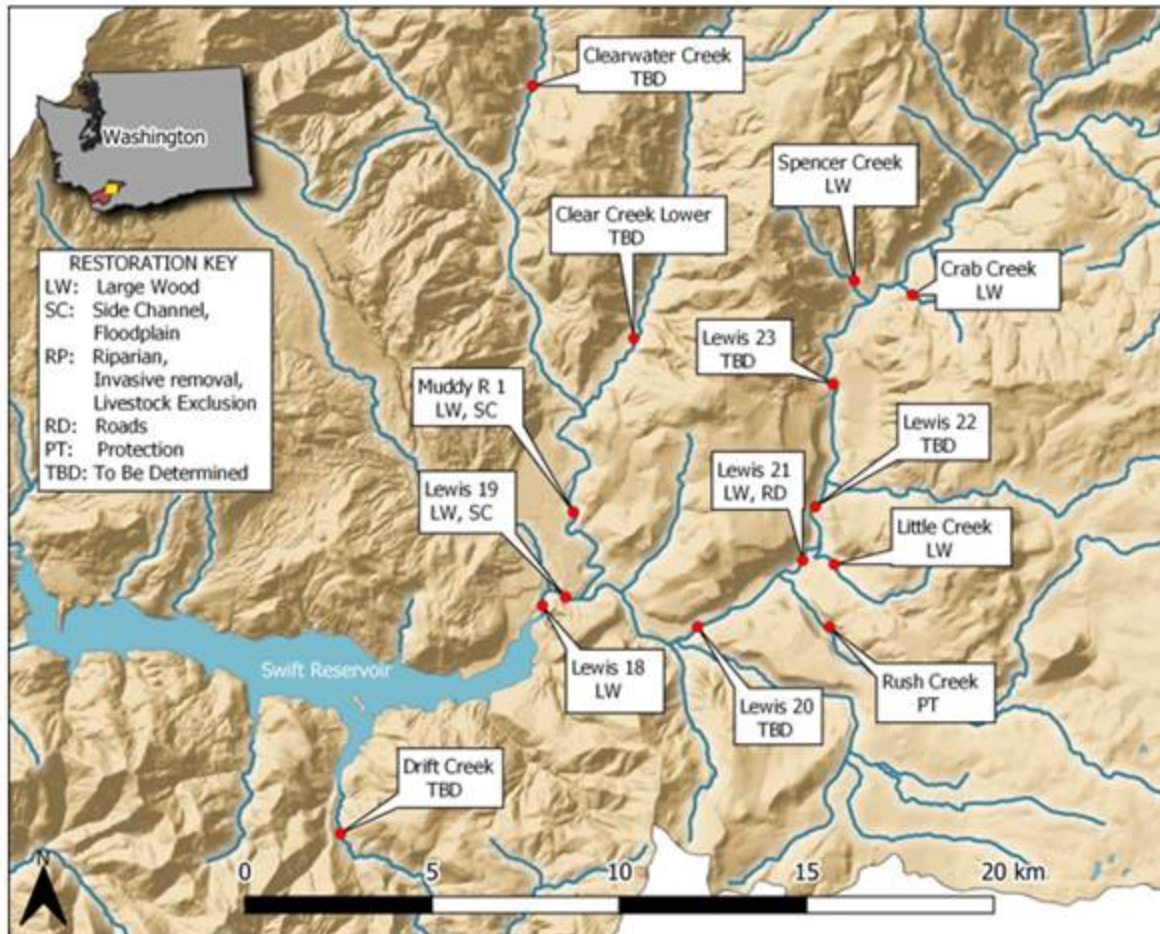 Clearwater Creek
TBD
Washington
Spencer Creek
LW
Clear Creek Lower
TBD
RESTORATION KEY
LW: Large Wood
SC: Side Channel,
Floodplain
RP: Riparian,
Invasive removal,
Livestock Exclusion
RD: Roads
PT: Protection
TBD: To Be Determined
Crab Creek
LW
Lewis 23
TBD
Muddy R 1
LW, SC
Lewis 22
TBD
Lewis 21
LW, RD
Lewis 19
LW, SC
Little Creek
LW
Swift Reservoir
Lewis 18
LW
Rush Creek
PT
Lewis 20
TBD
Drift Creek
TBD
N
0 5 10 15 20 km